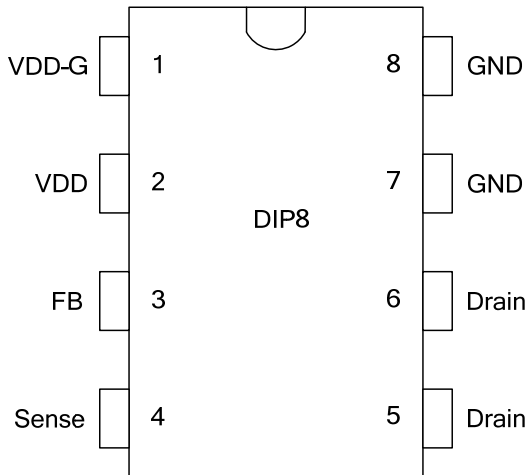 VDD-G 1 8 GND
VDD 2 7 GND
DIP8
FB 3 6 Drain
Sense 4 5 Drain